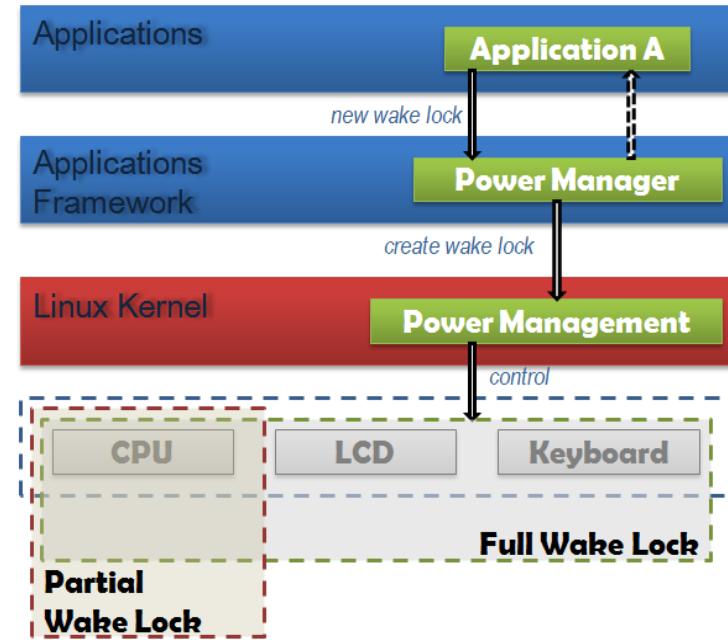 Applications
Application A
new wake lock
Applications
Framework
Power Manager
create wake lock
Linux Kernel
Power Management
control
CPU
LCD
Keyboard
Full Wake Lock
Partial
Wake Lock